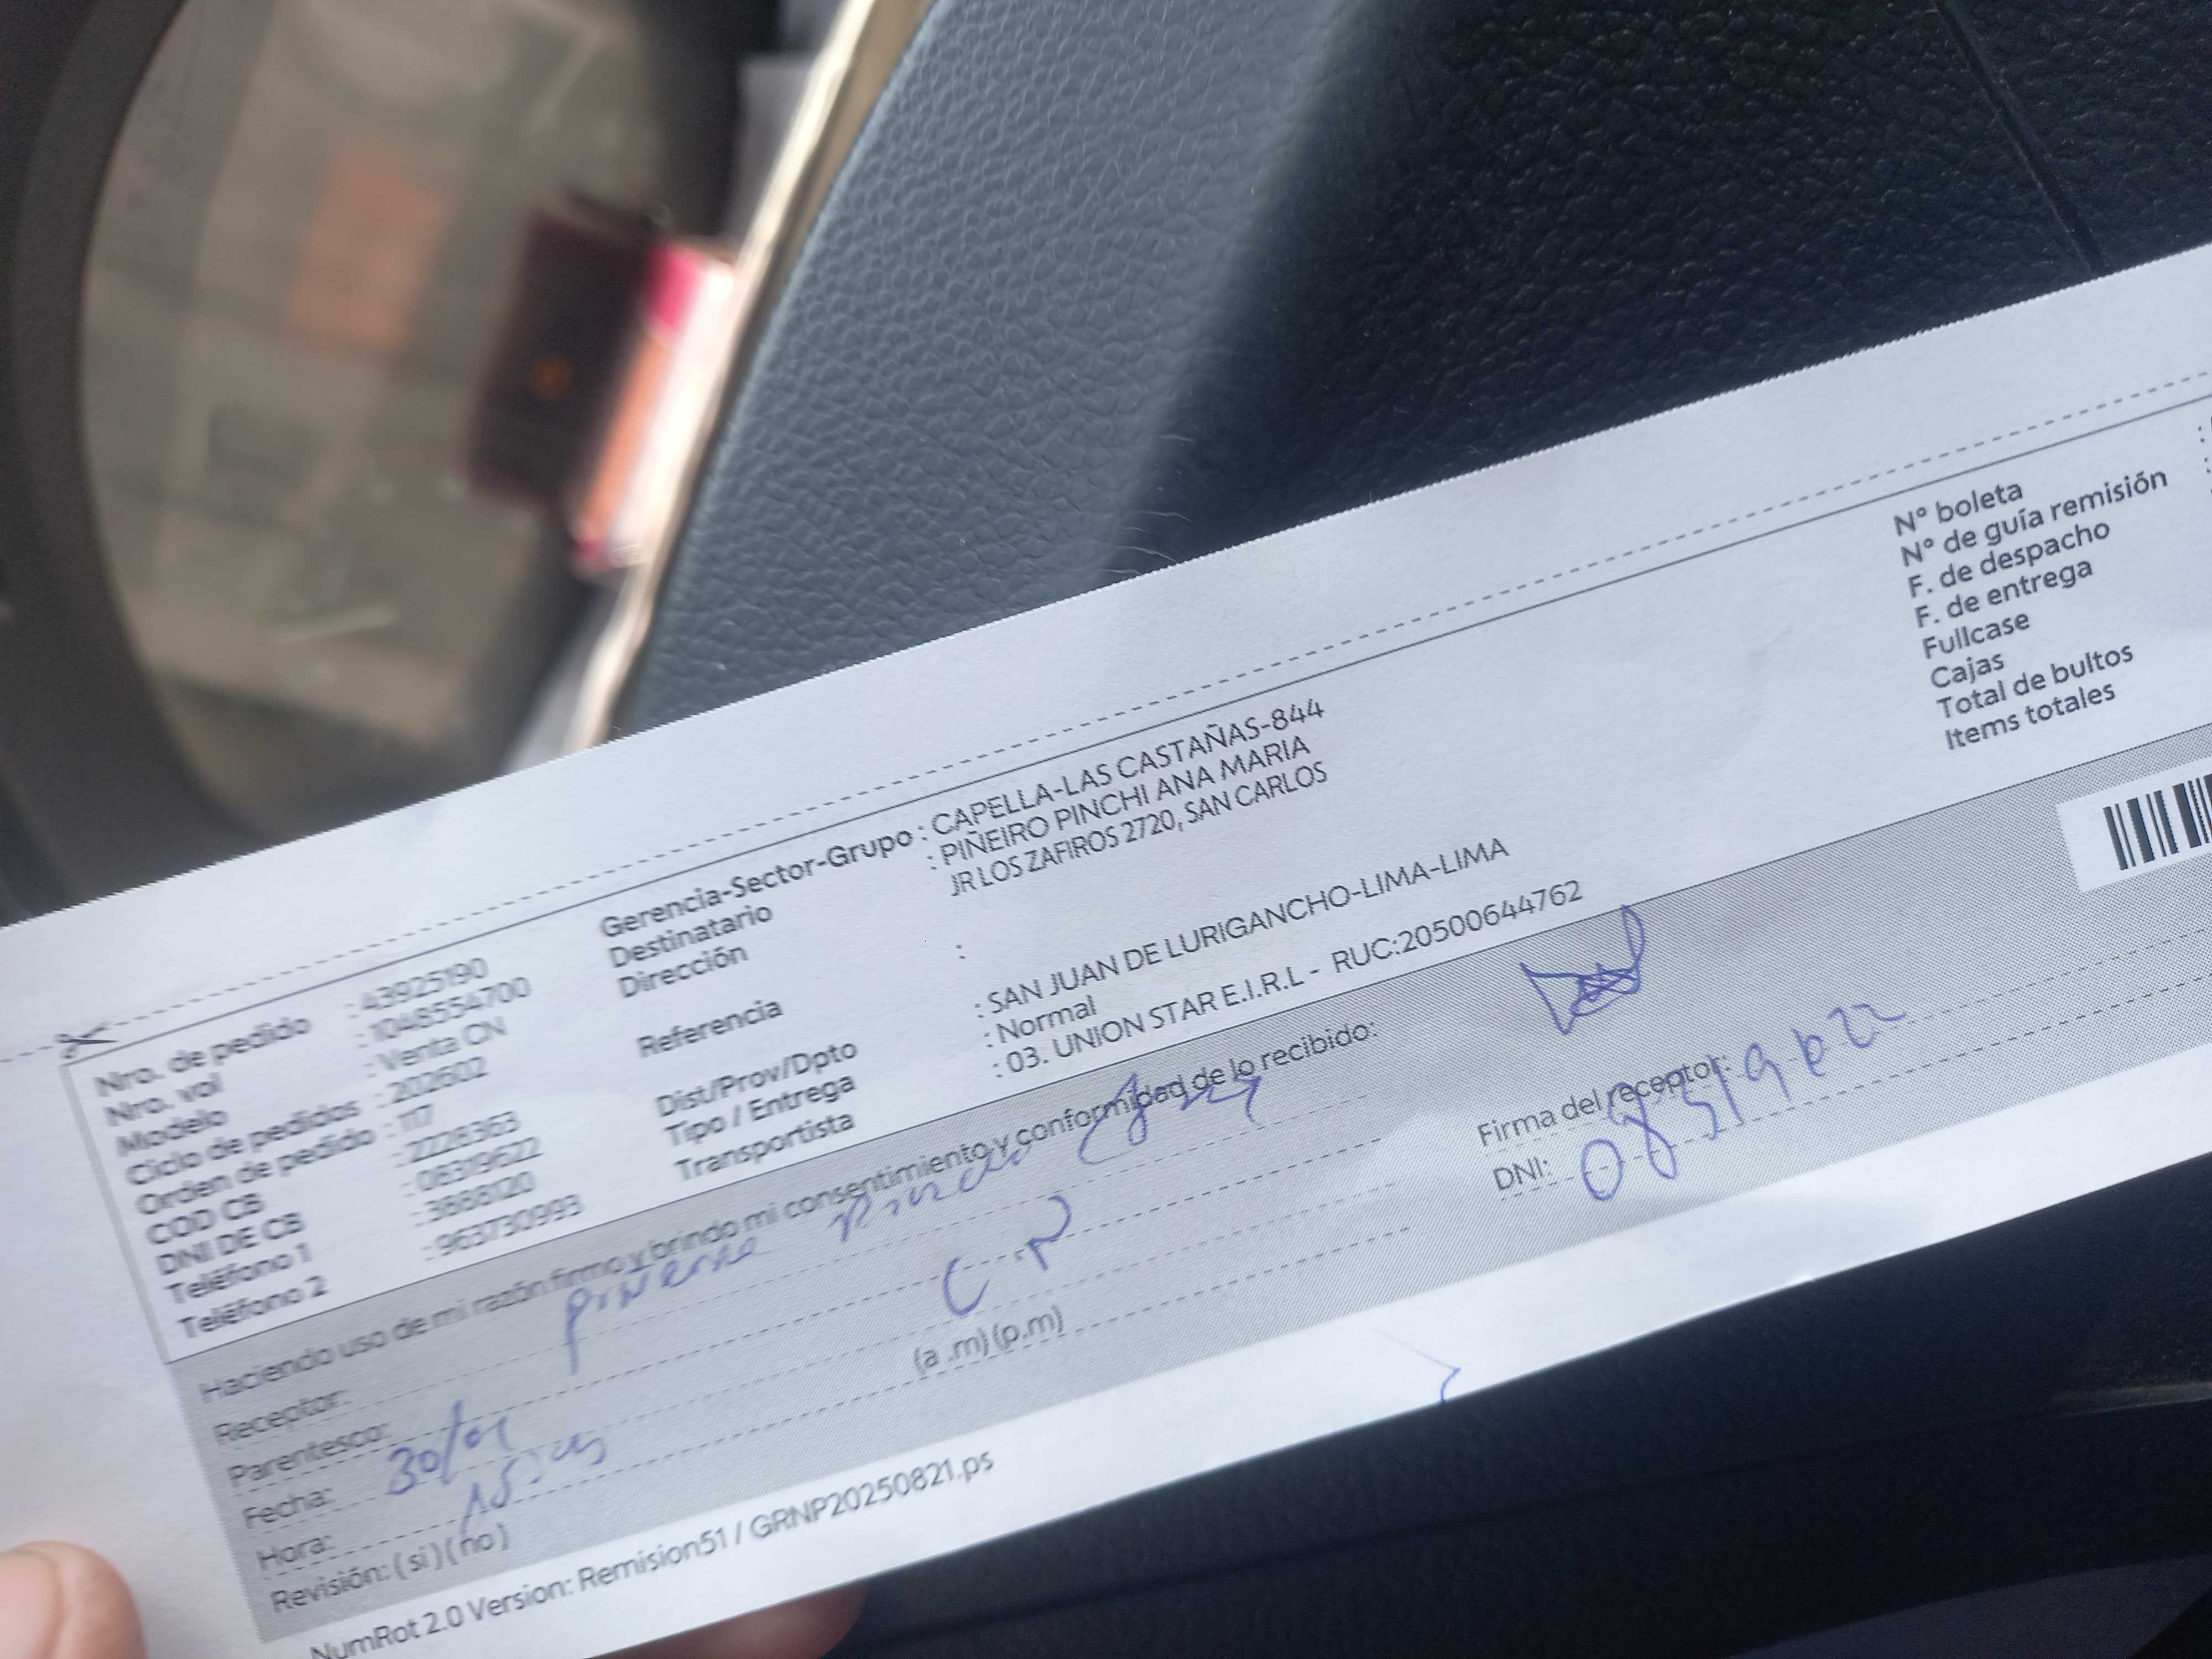 Nro. de pedido : 43925190
Nro. vol : 1048554700
Modelo : Venta CN
Ciclo de pedidos : 202602
Orden de pedido : 117
COD CB : 2228363
DNI DE CB : 08319622
Teléfono 1 : 3688120
Teléfono 2 : 963730993
Gerencia-Sector-Grupo : CAPELLA-LAS CASTAÑAS-844
Destinatario : PIÑEIRO PINCHI ANA MARIA
Dirección JR LOS ZAFIROS 2720, SAN CARLOS
Referencia :
Dist/Prov/Dpto : SAN JUAN DE LURIGANCHO-LIMA-LIMA
Tipo / Entrega : Normal
Transportista : 03. UNION STAR E.I.R.L - RUC:20500644762
N° boleta
N° de guía remisión
F. de despacho
F. de entrega
Fullcase
Cajas
Total de bultos
Items totales
Haciendo uso de mi razón firmo y brindo mi consentimiento y conformidad de lo recibido:
Receptor:
Parentesco:
Fecha: 30/01
Hora: (a .m) (p.m)
Revisión: ( si ) ( no )
Firma del receptor:
DNI: 08319622
NumRot 2.0 Version: Remision51 / GRNP20250821.ps